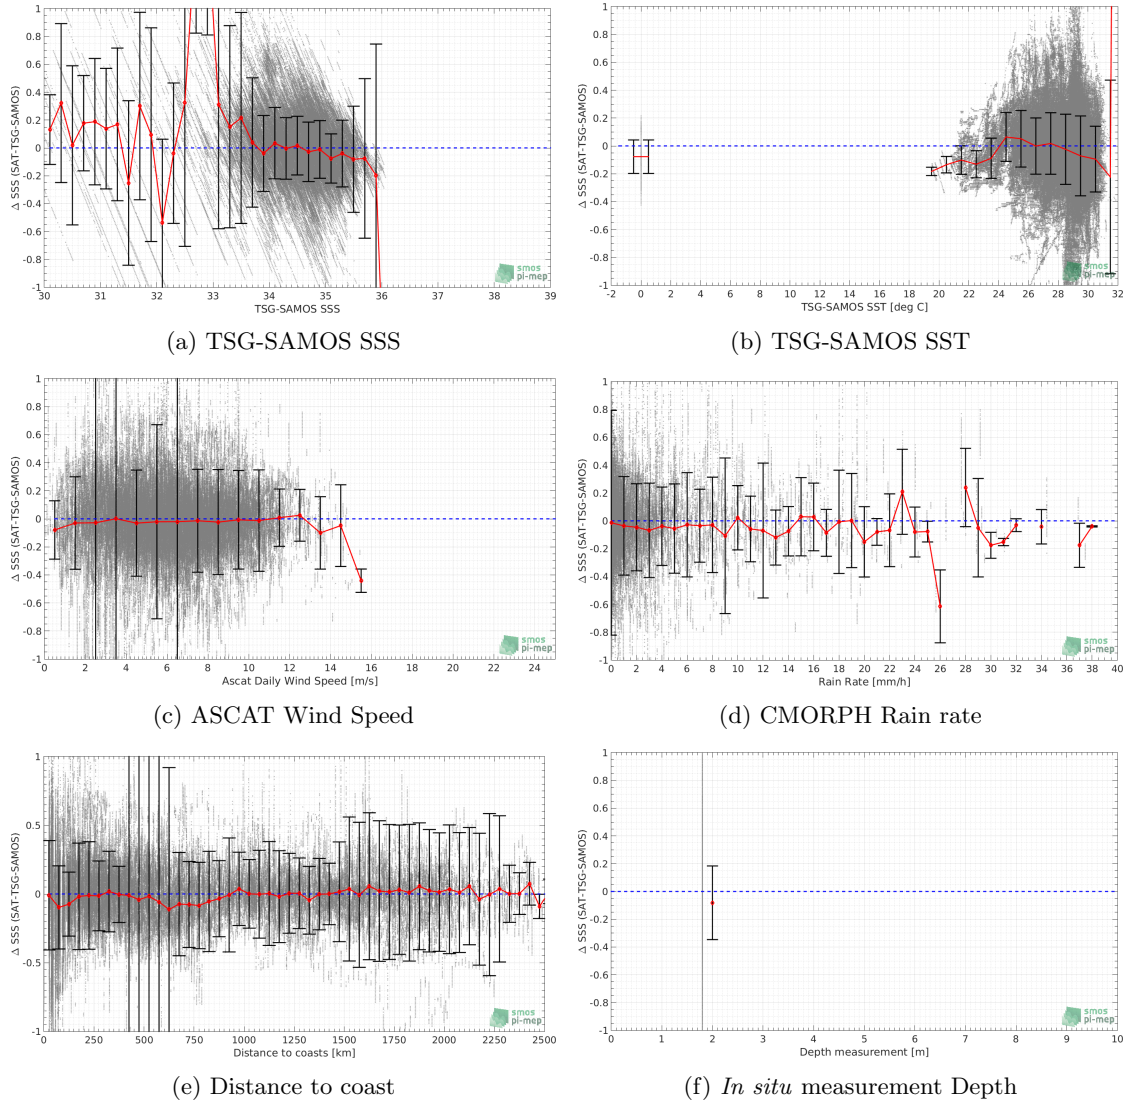 Δ SSS (SAT-TSG-SAMOS)
1
0.8
0.6
0.4
0.2
0
-0.2
-0.4
-0.6
-0.8
-1
30 31 32 33 34 35 36 37 38 39
TSG-SAMOS SSS
smos
pi-mep
(a) TSG-SAMOS SSS
Δ SSS (SAT-TSG-SAMOS)
1
0.8
0.6
0.4
0.2
0
-0.2
-0.4
-0.6
-0.8
-1
-2 0 2 4 6 8 10 12 14 16 18 20 22 24 26 28 30 32
TSG-SAMOS SST [deg C]
smos
pi-mep
(b) TSG-SAMOS SST
Δ SSS (SAT-TSG-SAMOS)
1
0.8
0.6
0.4
0.2
0
-0.2
-0.4
-0.6
-0.8
-1
0 2 4 6 8 10 12 14 16 18 20 22 24
Ascat Daily Wind Speed [m/s]
smos
pi-mep
(c) ASCAT Wind Speed
Δ SSS (SAT-TSG-SAMOS)
1
0.8
0.6
0.4
0.2
0
-0.2
-0.4
-0.6
-0.8
-1
0 2 4 6 8 10 12 14 16 18 20 22 24 26 28 30 32 34 36 38 40
Rain Rate [mm/h]
smos
pi-mep
(d) CMORPH Rain rate
Δ SSS (SAT-TSG-SAMOS)
1
0.5
0
-0.5
-1
0 250 500 750 1000 1250 1500 1750 2000 2250 2500
Distance to coasts [km]
smos
pi-mep
(e) Distance to coast
Δ SSS (SAT-TSG-SAMOS)
1
0.8
0.6
0.4
0.2
0
-0.2
-0.4
-0.6
-0.8
-1
0 1 2 3 4 5 6 7 8 9 10
Depth measurement [m]
smos
pi-mep
(f) In situ measurement Depth